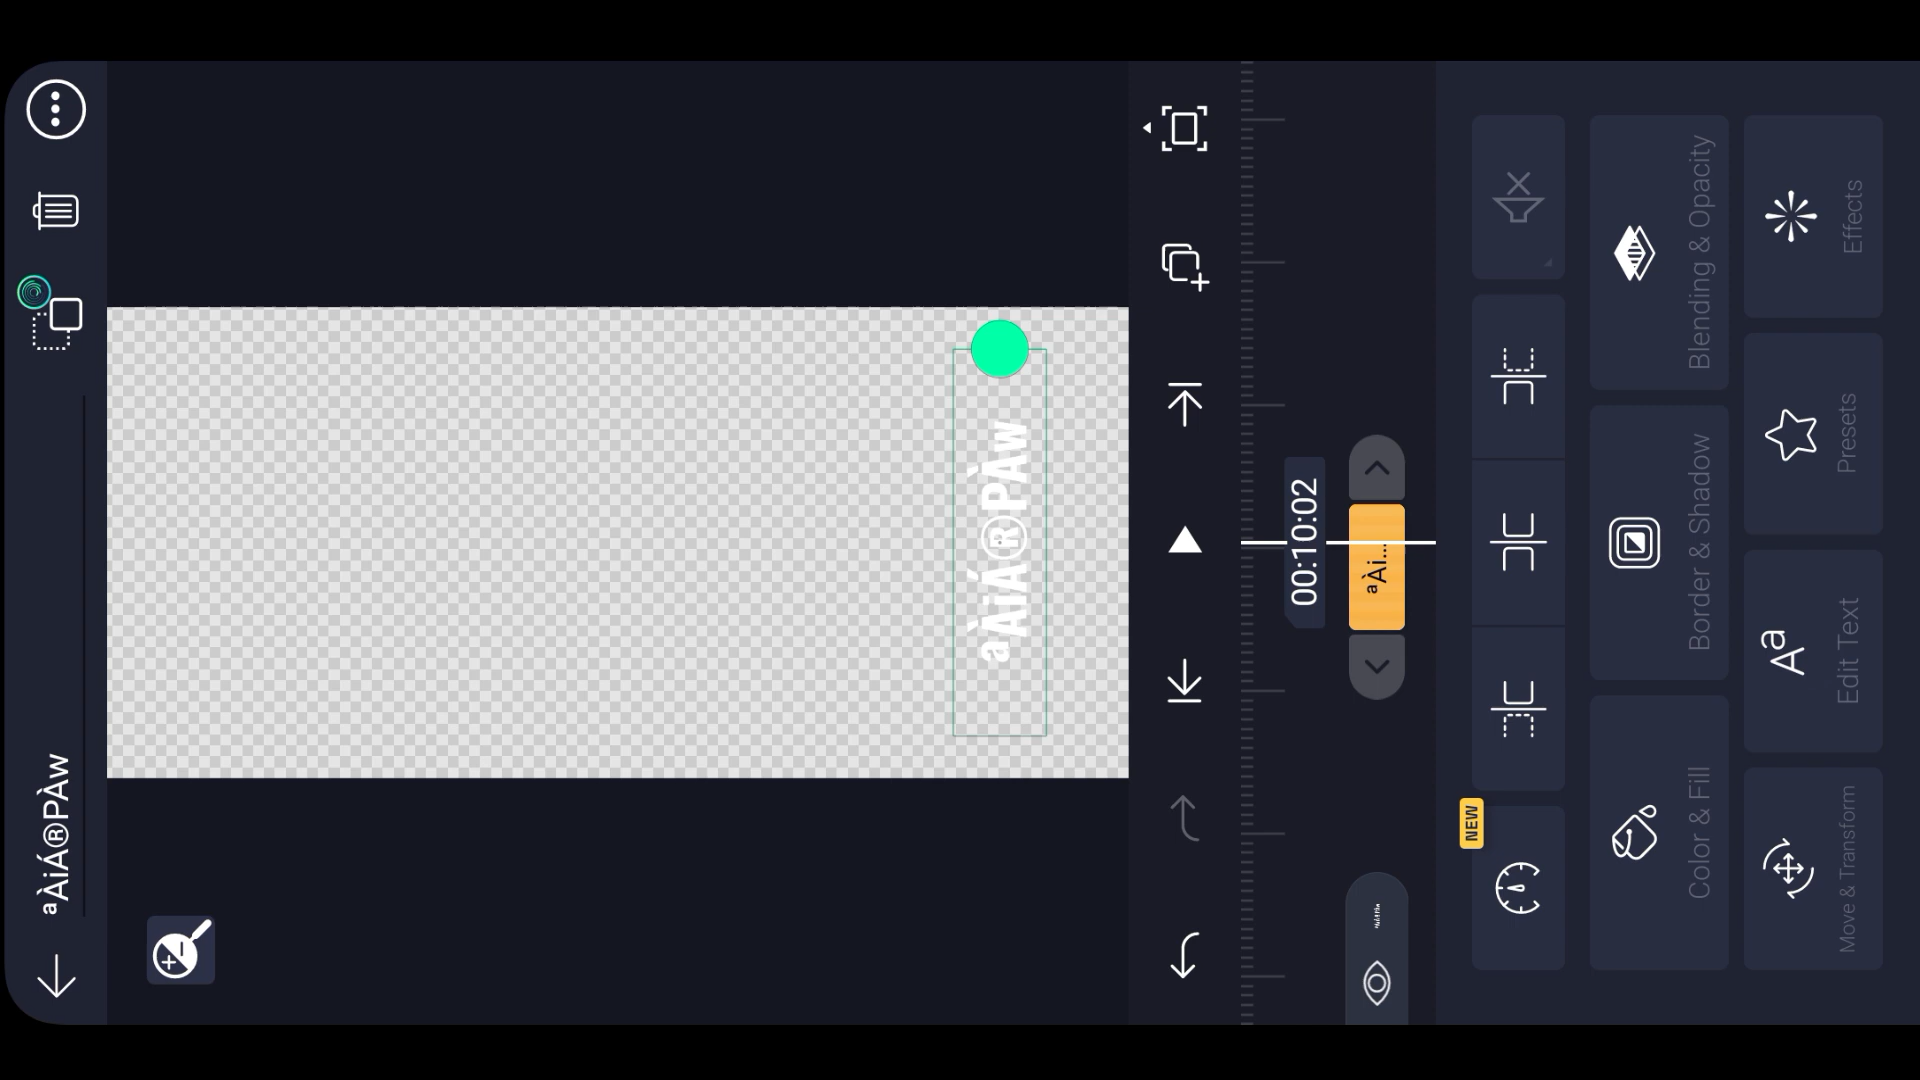 ªÀiÁ®PÀw
ªÀiÁ®PÀw
00:10:02
ªÀi...
NEW
Color & Fill
Border & Shadow
Blending & Opacity
Move & Transform
Edit Text
Presets
Effects